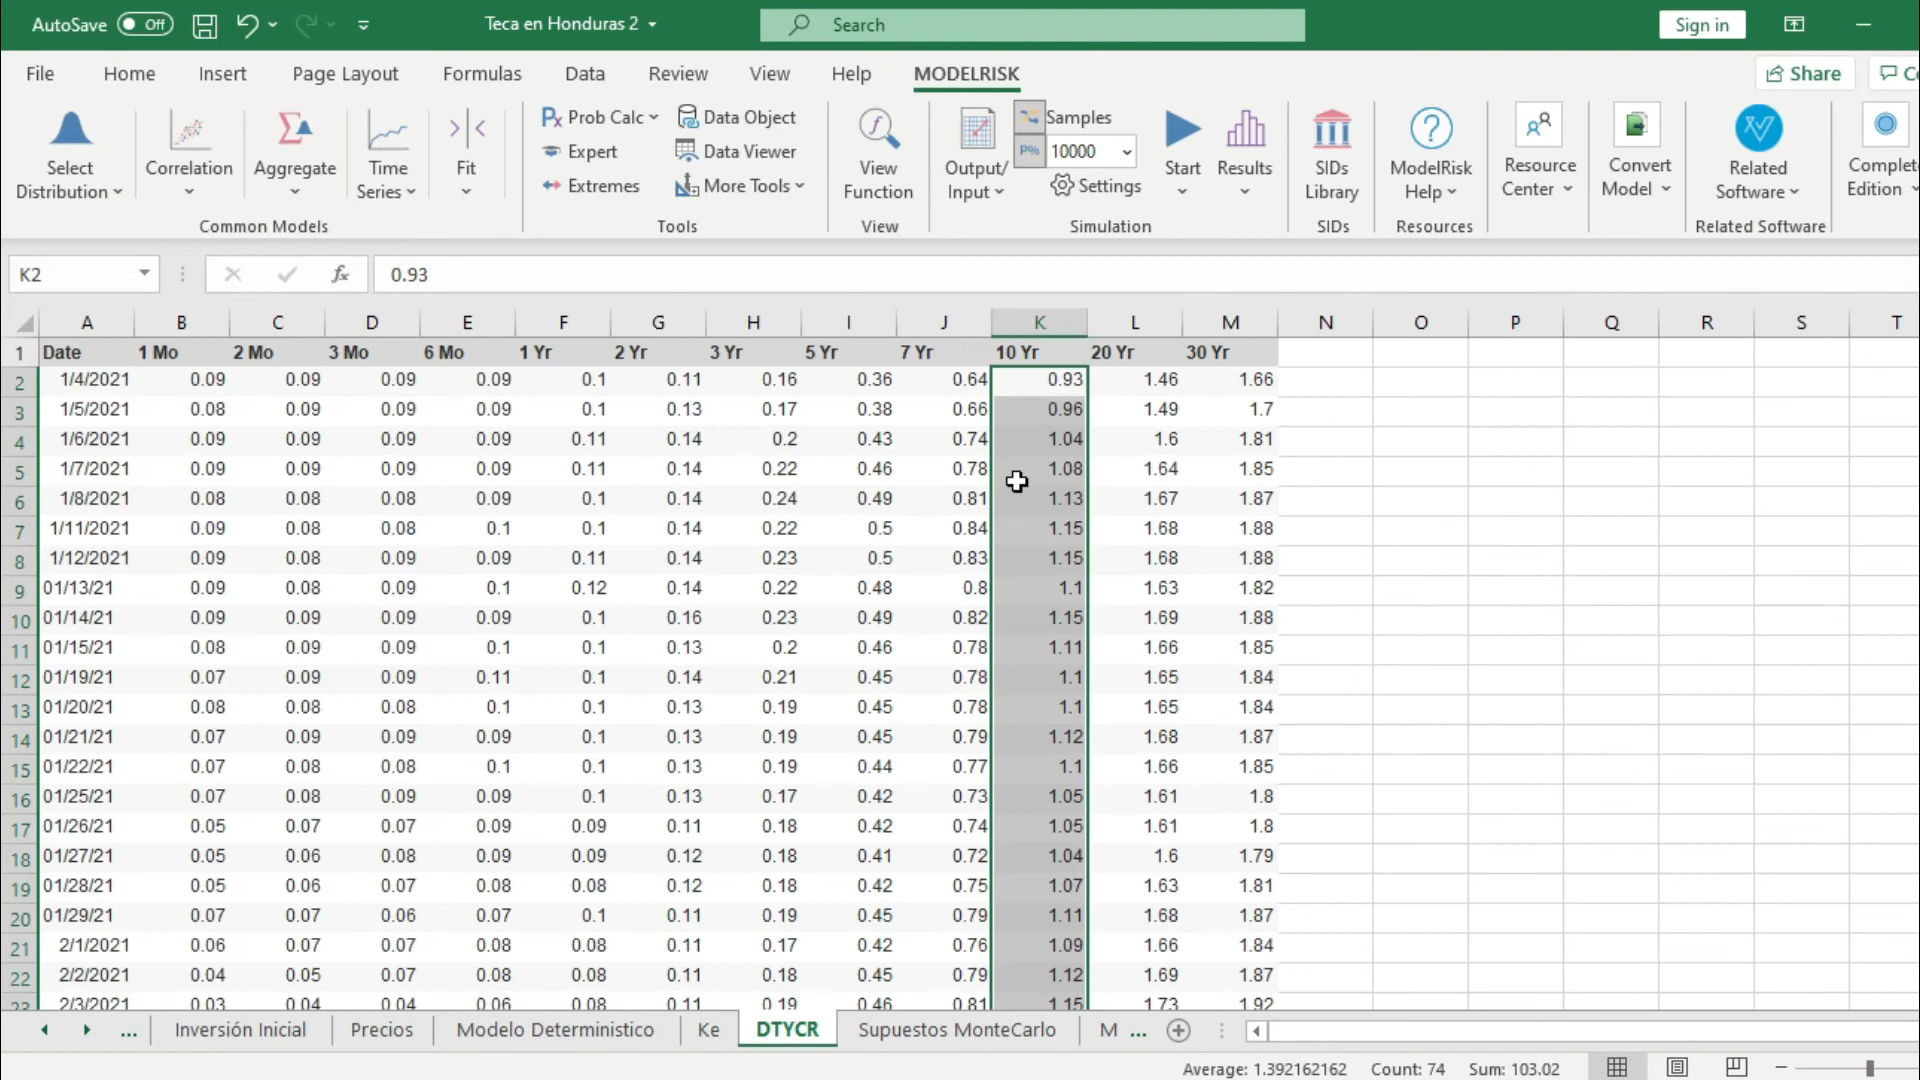 AutoSave Off Teca en Honduras 2 Search Sign in
File Home Insert Page Layout Formulas Data Review View Help MODELRISK Share
Select Distribution Correlation Aggregate Time Series Fit
Common Models
Px Prob Calc Data Object
Expert Data Viewer
Extremes More Tools
Tools
View Function
View
Output/ Input Samples
P% 10000
Settings
Start Results
Simulation
SIDs Library
SIDs
ModelRisk Help
Resources
Resource Center
Convert Model
Related Software
Related Software
Complet
Edition
K2 fx 0.93
A B C D E F G H I J K L M N O P Q R S T
1 Date 1 Mo 2 Mo 3 Mo 6 Mo 1 Yr 2 Yr 3 Yr 5 Yr 7 Yr 10 Yr 20 Yr 30 Yr
2 1/4/2021 0.09 0.09 0.09 0.09 0.1 0.11 0.16 0.36 0.64 0.93 1.46 1.66
3 1/5/2021 0.08 0.09 0.09 0.09 0.1 0.13 0.17 0.38 0.66 0.96 1.49 1.7
4 1/6/2021 0.09 0.09 0.09 0.09 0.11 0.14 0.2 0.43 0.74 1.04 1.6 1.81
5 1/7/2021 0.09 0.09 0.09 0.09 0.11 0.14 0.22 0.46 0.78 1.08 1.64 1.85
6 1/8/2021 0.08 0.08 0.08 0.09 0.1 0.14 0.24 0.49 0.81 1.13 1.67 1.87
7 1/11/2021 0.09 0.08 0.08 0.1 0.1 0.14 0.22 0.5 0.84 1.15 1.68 1.88
8 1/12/2021 0.09 0.08 0.09 0.09 0.11 0.14 0.23 0.5 0.83 1.15 1.68 1.88
9 01/13/21 0.09 0.08 0.09 0.1 0.12 0.14 0.22 0.48 0.8 1.1 1.63 1.82
10 01/14/21 0.09 0.09 0.09 0.09 0.1 0.16 0.23 0.49 0.82 1.15 1.69 1.88
11 01/15/21 0.08 0.09 0.09 0.1 0.1 0.13 0.2 0.46 0.78 1.11 1.66 1.85
12 01/19/21 0.07 0.09 0.09 0.11 0.1 0.14 0.21 0.45 0.78 1.1 1.65 1.84
13 01/20/21 0.08 0.08 0.08 0.1 0.1 0.13 0.19 0.45 0.78 1.1 1.65 1.84
14 01/21/21 0.07 0.09 0.09 0.09 0.1 0.13 0.19 0.45 0.79 1.12 1.68 1.87
15 01/22/21 0.07 0.08 0.08 0.1 0.1 0.13 0.19 0.44 0.77 1.1 1.66 1.85
16 01/25/21 0.07 0.08 0.09 0.09 0.1 0.13 0.17 0.42 0.73 1.05 1.61 1.8
17 01/26/21 0.05 0.07 0.07 0.09 0.09 0.11 0.18 0.42 0.74 1.05 1.61 1.8
18 01/27/21 0.05 0.06 0.08 0.09 0.09 0.12 0.18 0.41 0.72 1.04 1.6 1.79
19 01/28/21 0.05 0.06 0.07 0.08 0.08 0.12 0.18 0.42 0.75 1.07 1.63 1.81
20 01/29/21 0.07 0.07 0.06 0.07 0.1 0.11 0.19 0.45 0.79 1.11 1.68 1.87
21 2/1/2021 0.06 0.07 0.07 0.08 0.08 0.11 0.17 0.42 0.76 1.09 1.66 1.84
22 2/2/2021 0.04 0.05 0.07 0.08 0.08 0.11 0.18 0.45 0.79 1.12 1.69 1.87
23 2/3/2021 0.03 0.04 0.04 0.06 0.08 0.11 0.19 0.46 0.81 1.15 1.73 1.92
... Inversión Inicial Precios Modelo Deterministico Ke DTYCR Supuestos MonteCarlo M ...
Average: 1.392162162 Count: 74 Sum: 103.02